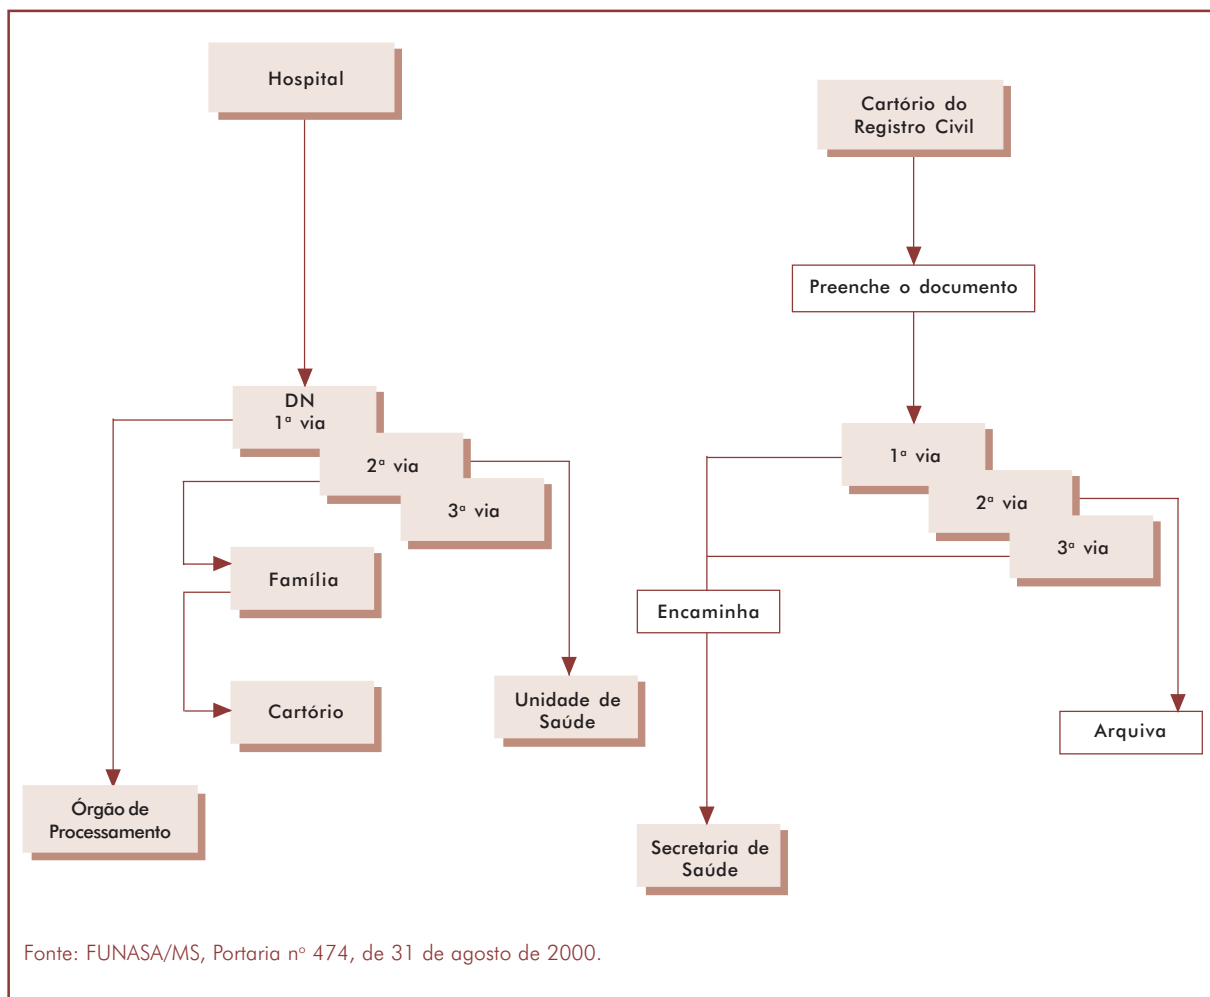 Hospital
DN
1ª via
2ª via
3ª via
Família
Cartório
Unidade de
Saúde
Órgão de
Processamento
Cartório do
Registro Civil
Preenche o documento
1ª via
2ª via
3ª via
Encaminha
Arquiva
Secretaria de
Saúde
Fonte: FUNASA/MS, Portaria nº 474, de 31 de agosto de 2000.